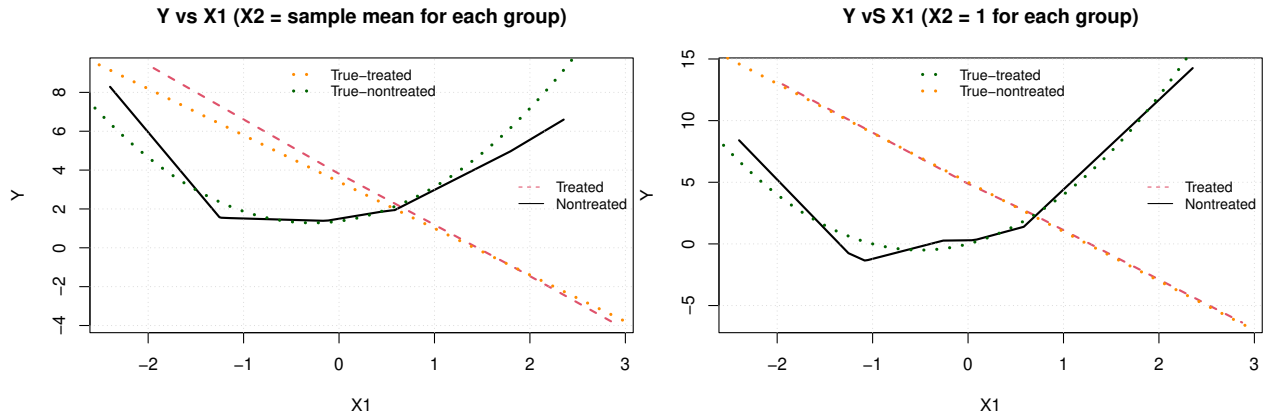 Y vs X1 (X2 = sample mean for each group)
True−treated
True−nontreated
Treated
Nontreated
Y
8
6
4
2
0
−2
−4
−2
−1
0
1
2
3
X1
Y vS X1 (X2 = 1 for each group)
True−treated
True−nontreated
Treated
Nontreated
Y
15
10
5
0
−5
−2
−1
0
1
2
3
X1